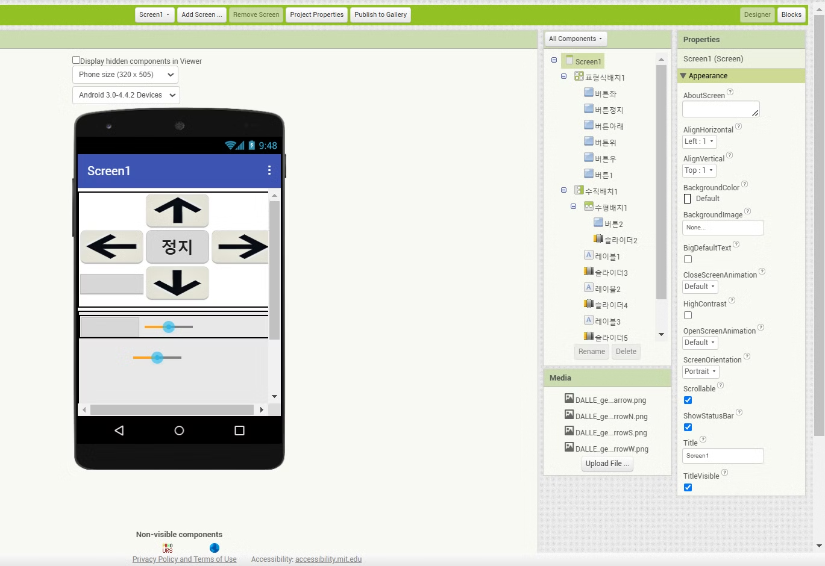 Screen1
Add Screen ...
Remove Screen
Project Properties
Publish to Gallery
Designer
Blocks
Display hidden components in Viewer
Phone size (320 x 505)
Android 3.0-4.4.2 Devices
9:48
Screen1
정지
Non-visible components
Privacy Policy and Terms of Use
Accessibility: accessibility.mit.edu
All Components
Screen1
표형식배치1
버튼좌
버튼정지
버튼아래
버튼위
버튼우
버튼1
수직배치1
수평배치1
버튼2
슬라이더2
레이블1
슬라이더3
레이블2
슬라이더4
레이블3
슬라이더5
Rename
Delete
Media
DALLE_ge...arrow.png
DALLE_ge...rrowN.png
DALLE_ge...rrowS.png
DALLE_ge...rrowW.png
Upload File ...
Properties
Screen1 (Screen)
Appearance
AboutScreen
AlignHorizontal
Left : 1
AlignVertical
Top : 1
BackgroundColor
Default
BackgroundImage
None...
BigDefaultText
CloseScreenAnimation
Default
HighContrast
OpenScreenAnimation
Default
ScreenOrientation
Portrait
Scrollable
ShowStatusBar
Title
Screen1
TitleVisible